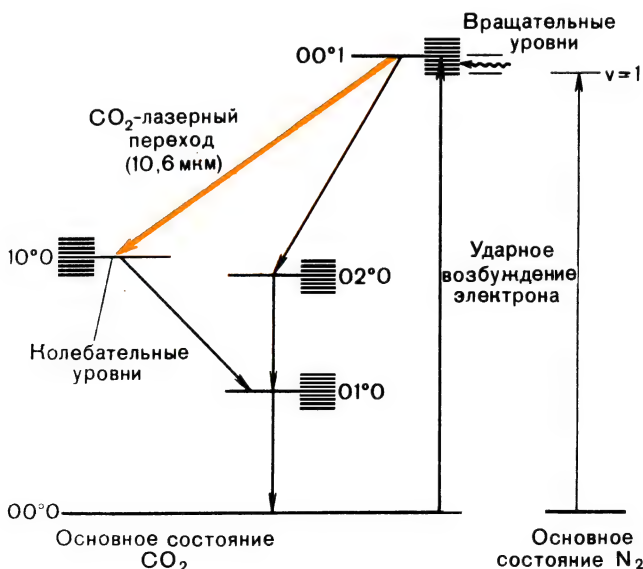 Вращательные
уровни
00°1
v=1
CO₂-лазерный
переход
(10,6 мкм)
10°0
02°0
Ударное
возбуждение
электрона
Колебательные
уровни
01°0
00°0
Основное состояние
CO₂
Основное
состояние N₂